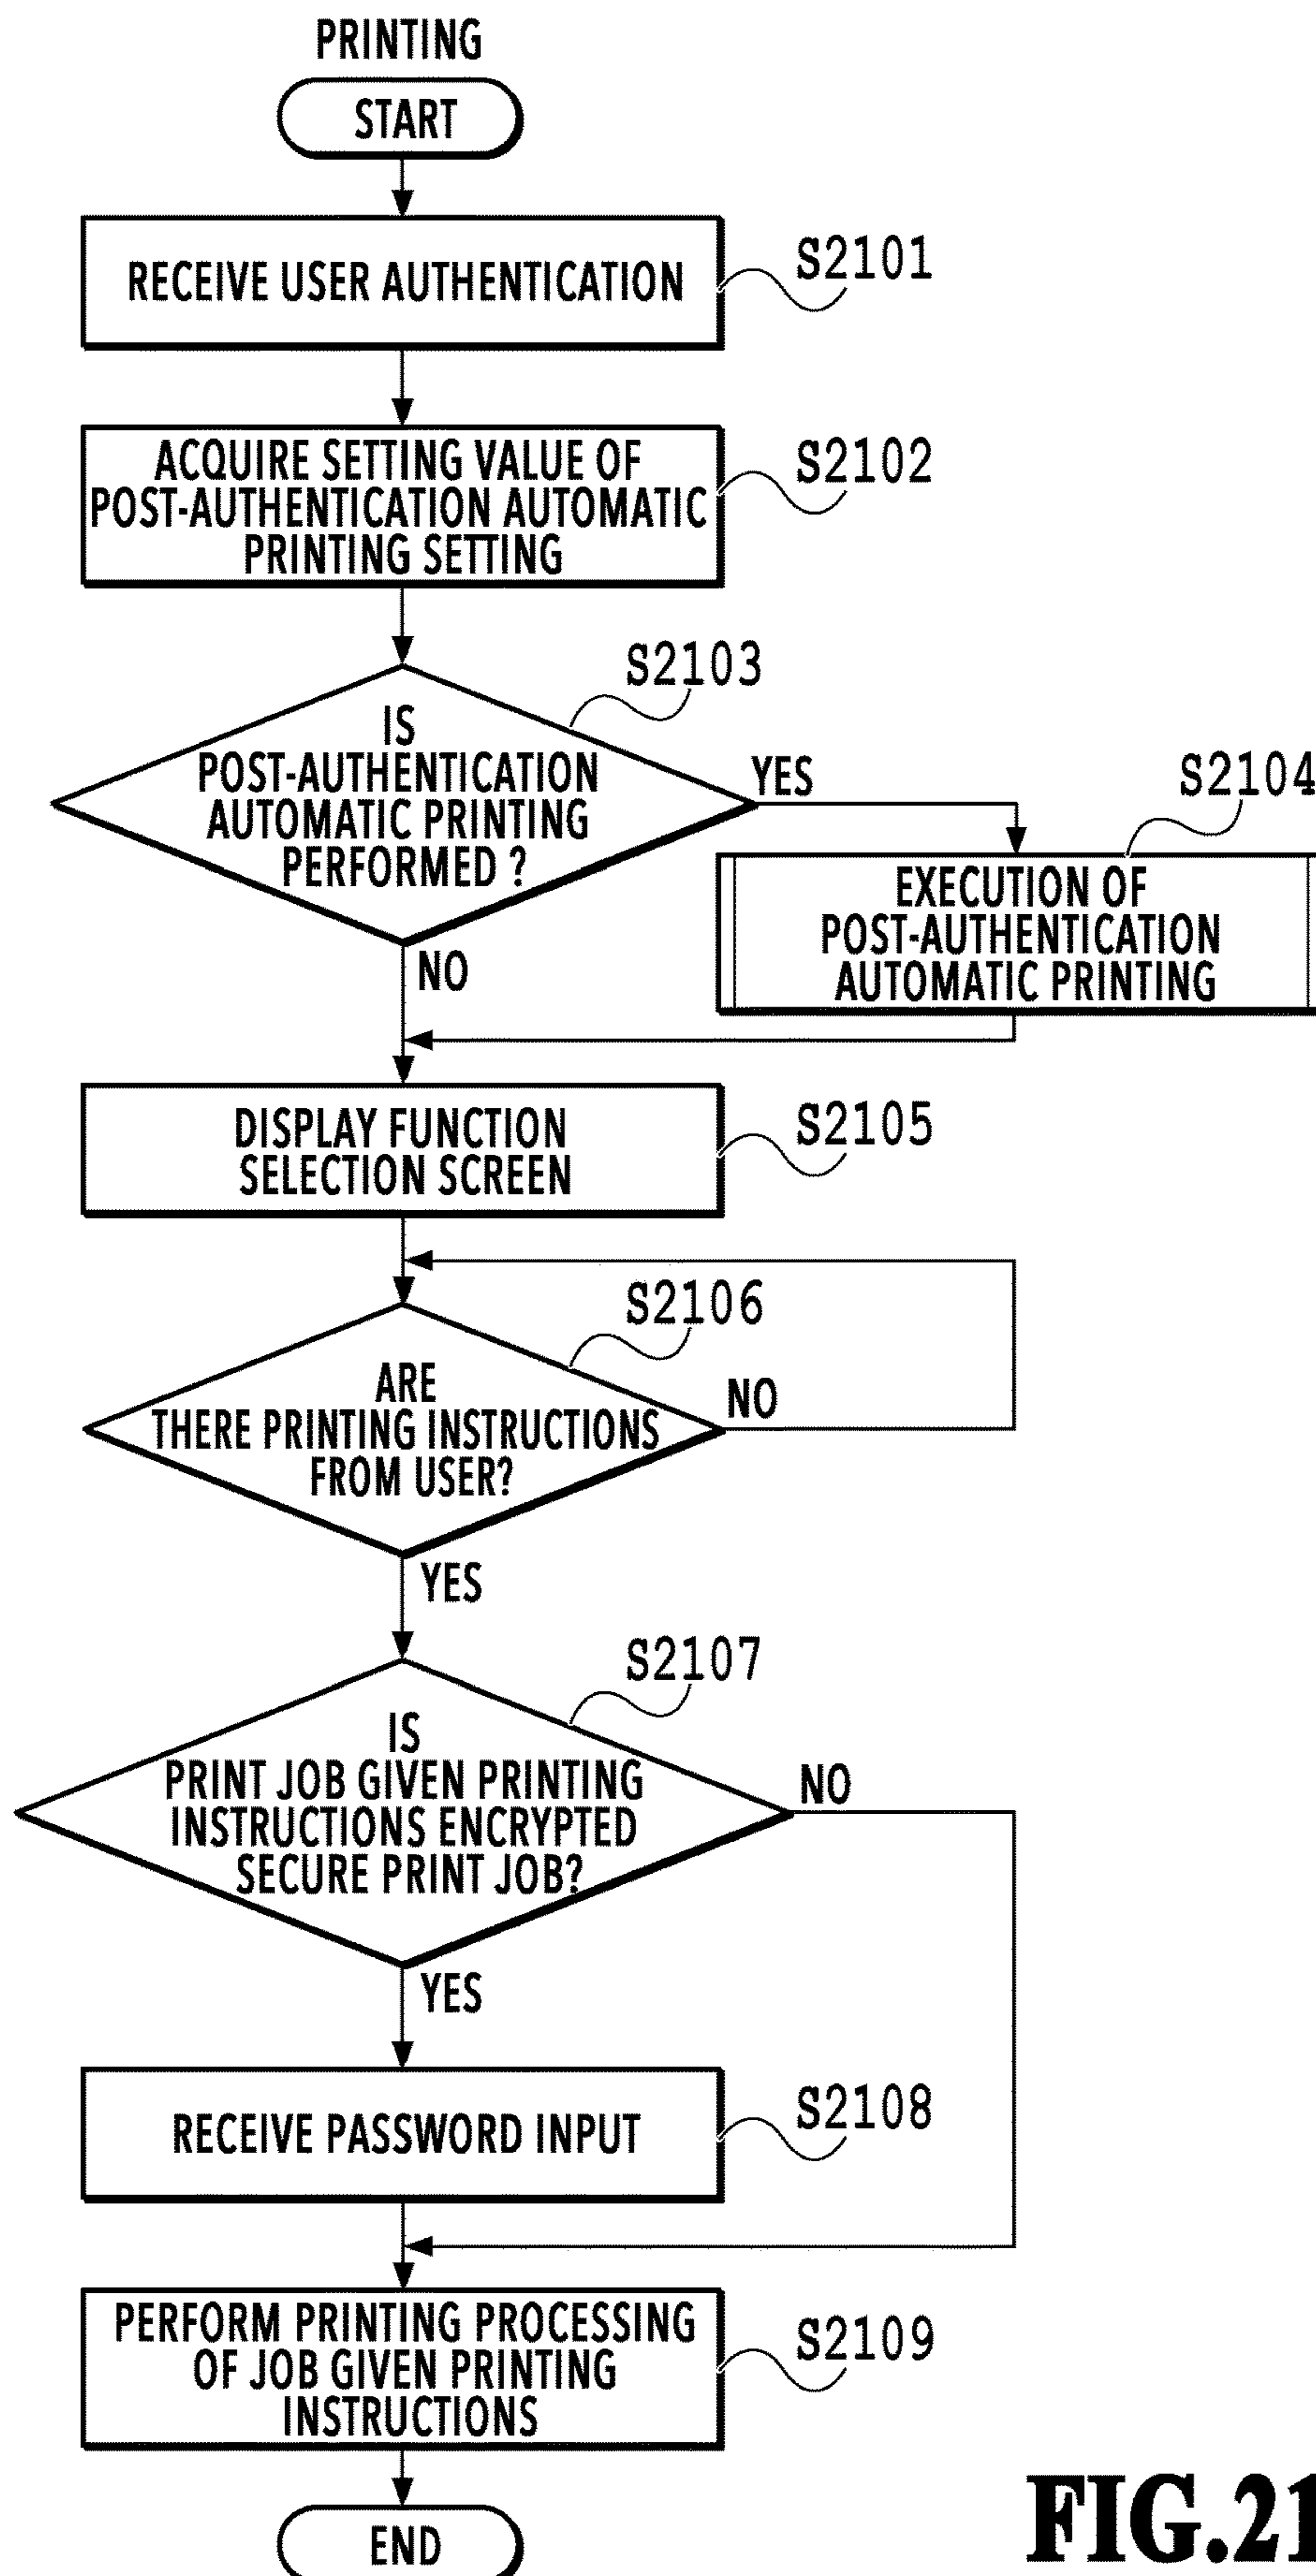 PRINTING
START
RECEIVE USER AUTHENTICATION
S2101
ACQUIRE SETTING VALUE OF
POST-AUTHENTICATION AUTOMATIC
PRINTING SETTING
S2102
S2103
IS
POST-AUTHENTICATION
AUTOMATIC PRINTING
PERFORMED ?
YES
NO
S2104
EXECUTION OF
POST-AUTHENTICATION
AUTOMATIC PRINTING
DISPLAY FUNCTION
SELECTION SCREEN
S2105
S2106
ARE
THERE PRINTING INSTRUCTIONS
FROM USER?
NO
YES
S2107
IS
PRINT JOB GIVEN PRINTING
INSTRUCTIONS ENCRYPTED
SECURE PRINT JOB?
NO
YES
RECEIVE PASSWORD INPUT
S2108
PERFORM PRINTING PROCESSING
OF JOB GIVEN PRINTING
INSTRUCTIONS
S2109
END
FIG.21